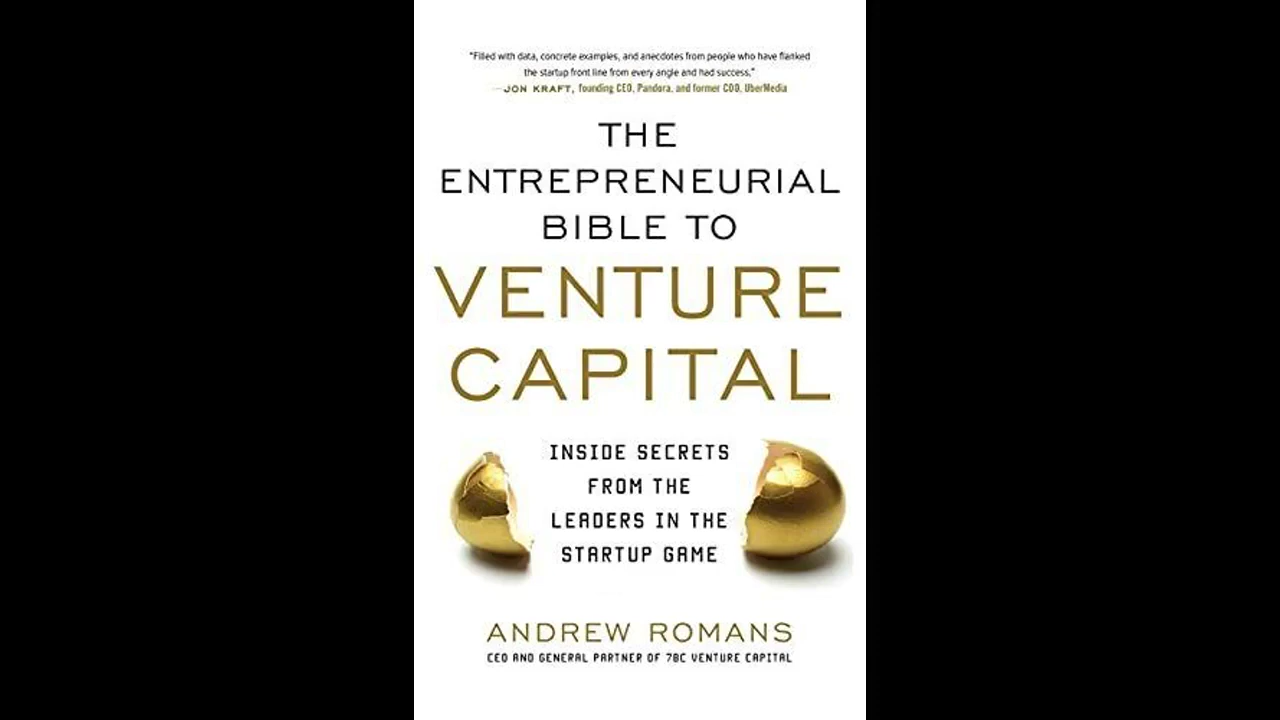 "Filled with data, concrete examples, and anecdotes from people who have flanked
the startup front line from every angle and had success,"
—JON KRAFT, founding CEO, Pandora, and former COO, UberMedia
THE
ENTREPRENEURIAL
BIBLE TO
VENTURE
CAPITAL
INSIDE SECRETS
FROM THE
LEADERS IN THE
STARTUP GAME
ANDREW ROMANS
CEO AND GENERAL PARTNER OF 7BC VENTURE CAPITAL